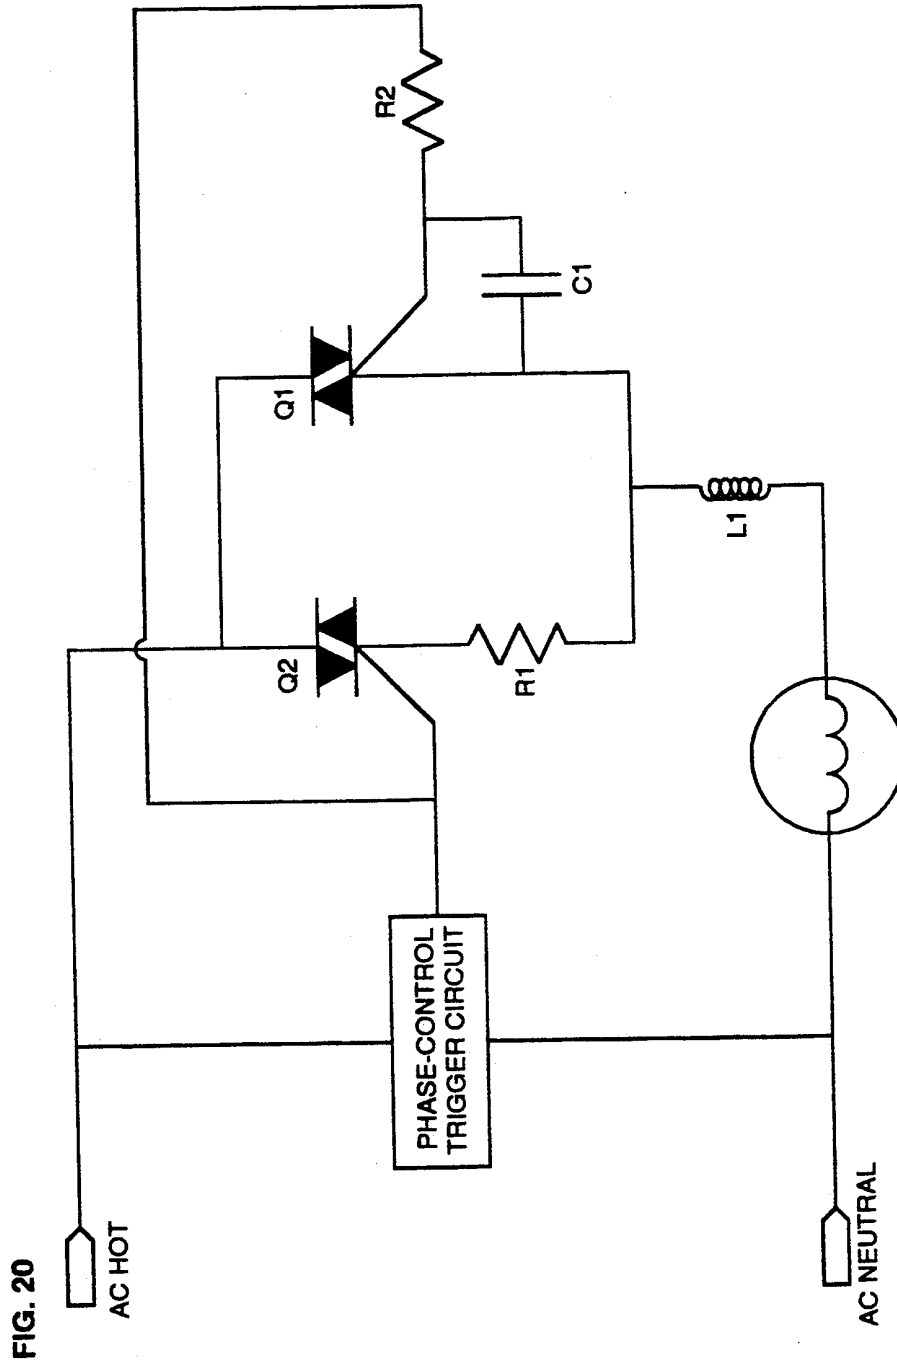 FIG. 20
AC HOT
PHASE-CONTROL
TRIGGER CIRCUIT
Q2
Q1
R1
R2
C1
L1
AC NEUTRAL